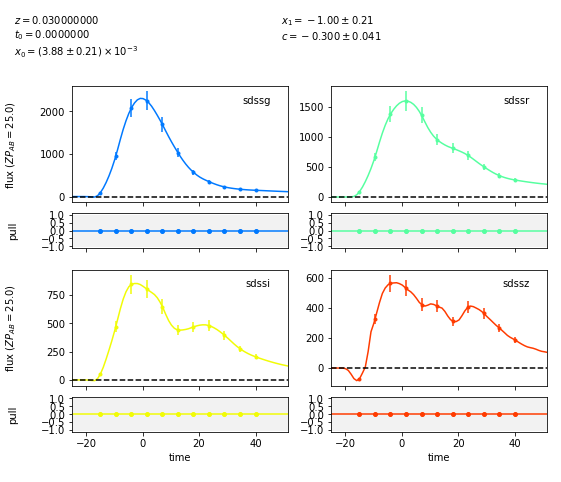 z = 0.030000000
t₀ = 0.0000000
x₀ = (3.88 ± 0.21) × 10⁻³
x₁ = −1.00 ± 0.21
c = −0.300 ± 0.041
flux (ZP_AB = 25.0)
sdssg
2000
1000
0
sdssr
1500
1000
500
0
pull
1.0
0.5
0.0
−0.5
−1.0
1.0
0.5
0.0
−0.5
−1.0
flux (ZP_AB = 25.0)
sdssi
750
500
250
0
sdssz
600
400
200
0
pull
1.0
0.5
0.0
−0.5
−1.0
1.0
0.5
0.0
−0.5
−1.0
−20 0 20 40
−20 0 20 40
time
time